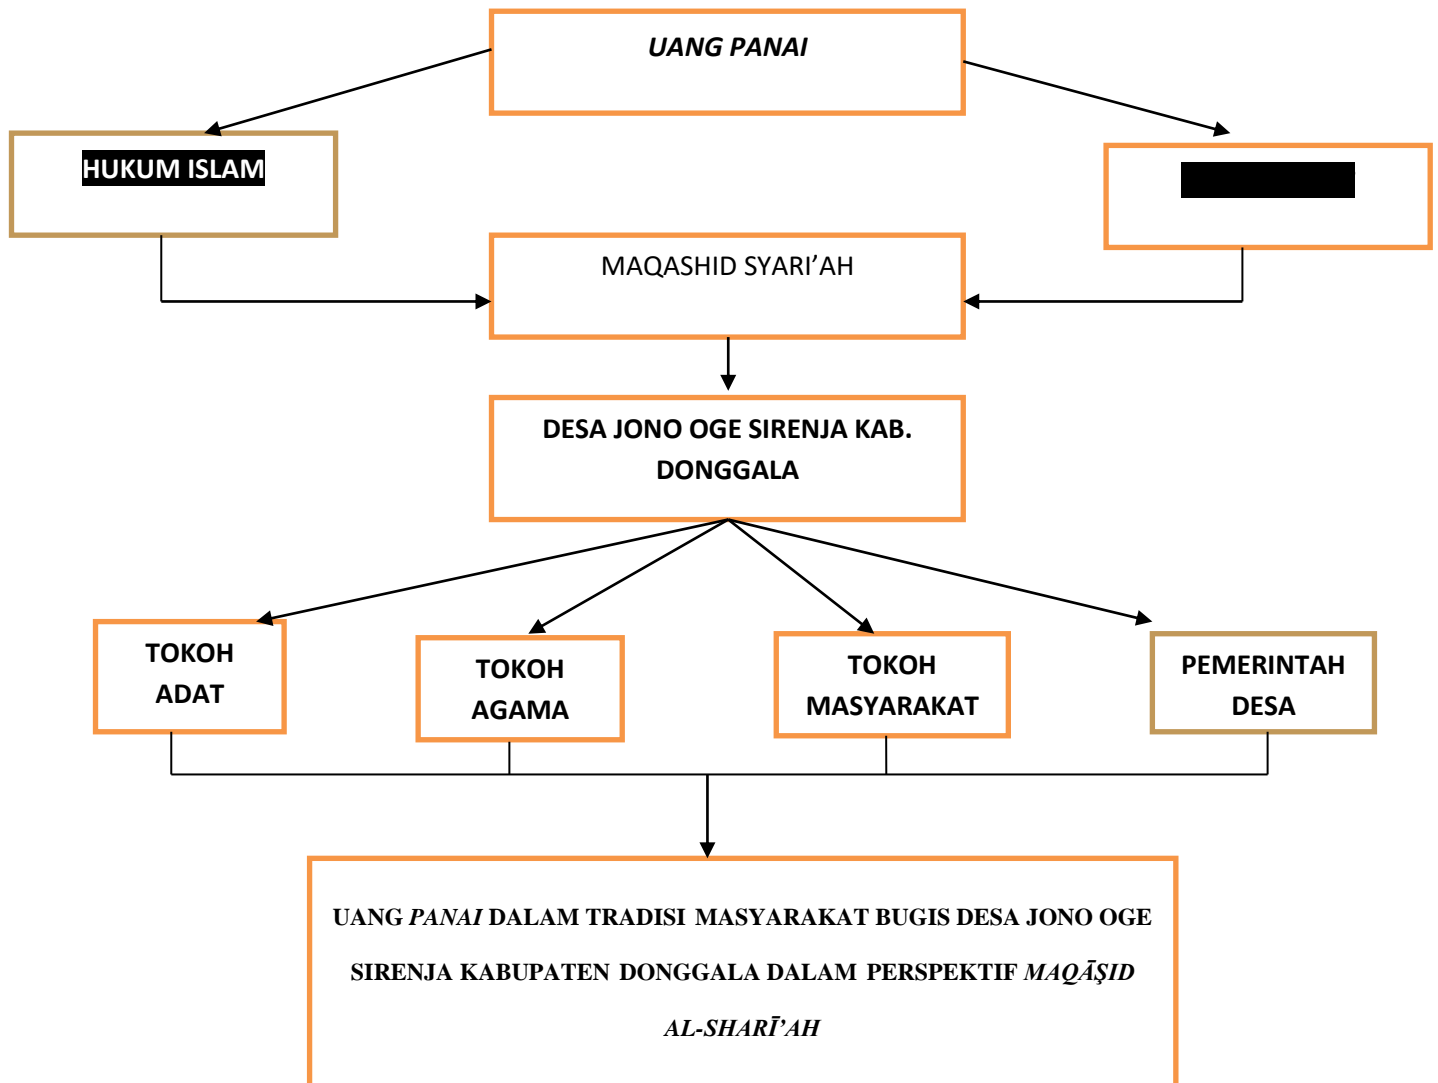 UANG PANAI
HUKUM ISLAM
MAQASHID SYARI’AH
DESA JONO OGE SIRENJA KAB.
DONGGALA
TOKOH
ADAT
TOKOH
AGAMA
TOKOH
MASYARAKAT
PEMERINTAH
DESA
UANG PANAI DALAM TRADISI MASYARAKAT BUGIS DESA JONO OGE
SIRENJA KABUPATEN DONGGALA DALAM PERSPEKTIF MAQĀŞID
AL-SHARĪ’AH